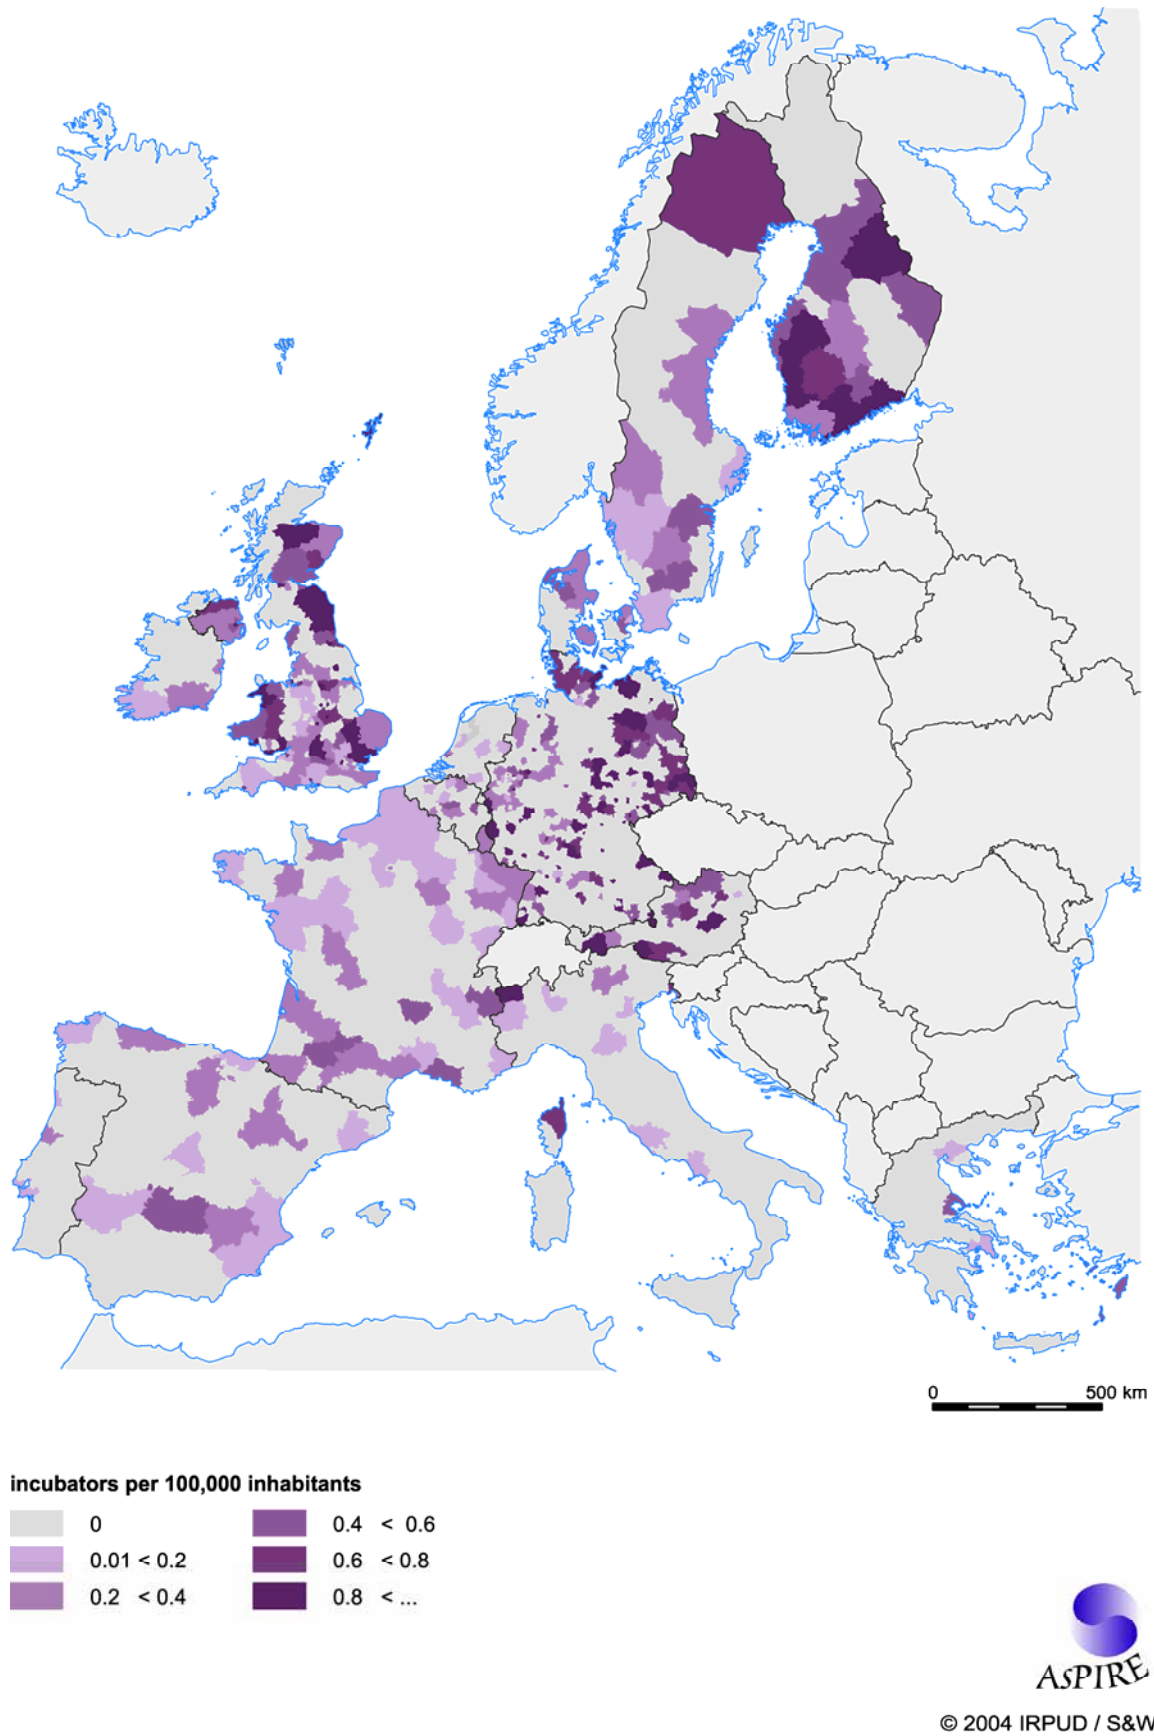 0 500 km
incubators per 100,000 inhabitants
0 0.4 < 0.6
0.01 < 0.2 0.6 < 0.8
0.2 < 0.4 0.8 < ...
AsPIRE
© 2004 IRPUD / S&W